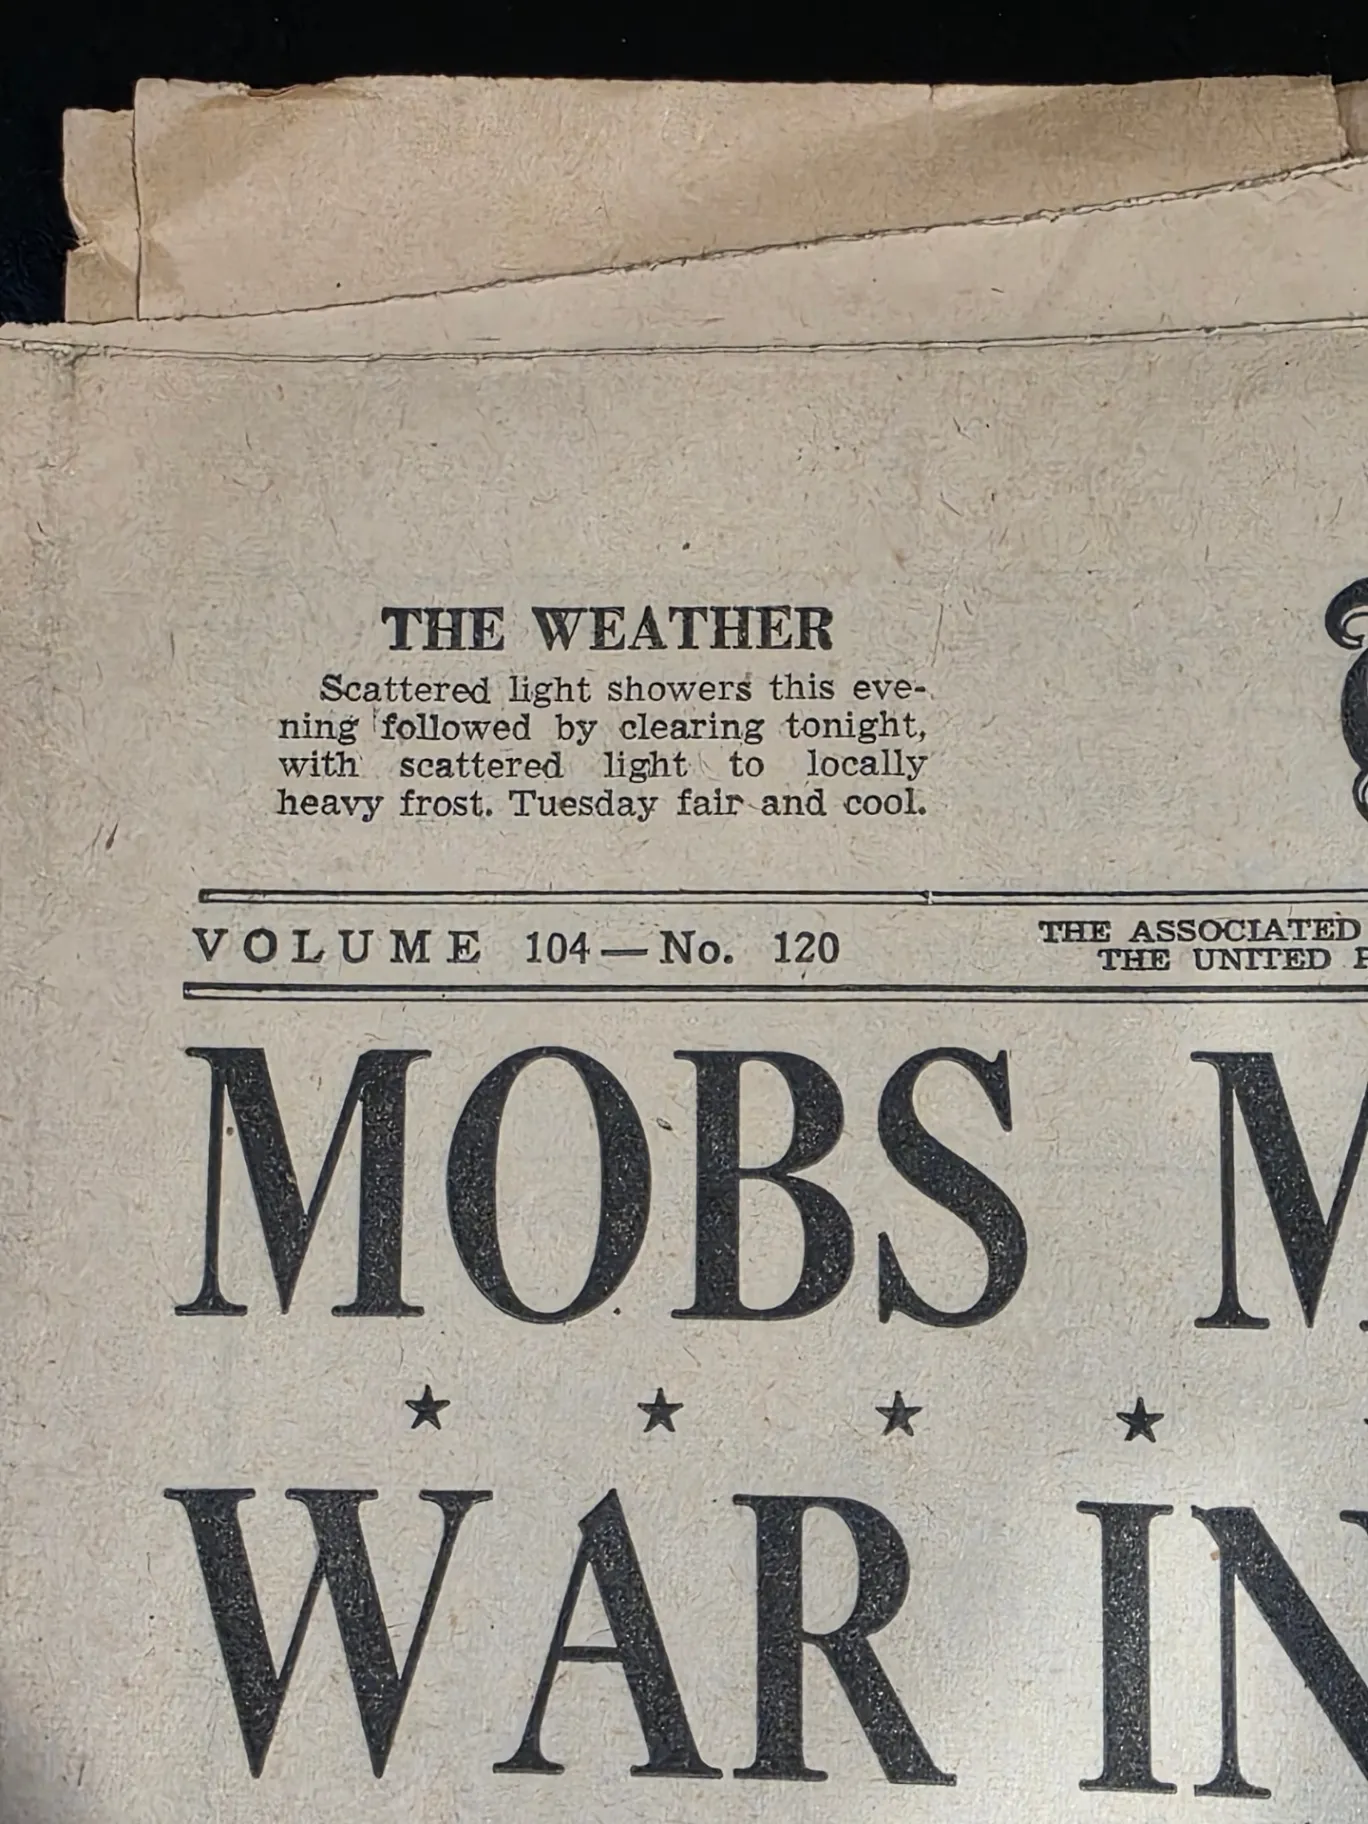 THE WEATHER
Scattered light showers this eve-
ning followed by clearing tonight,
with scattered light to locally
heavy frost. Tuesday fair and cool.
VOLUME 104—No. 120
THE ASSOCIATED
THE UNITED
MOBS M
★ ★ ★ ★
WAR IN